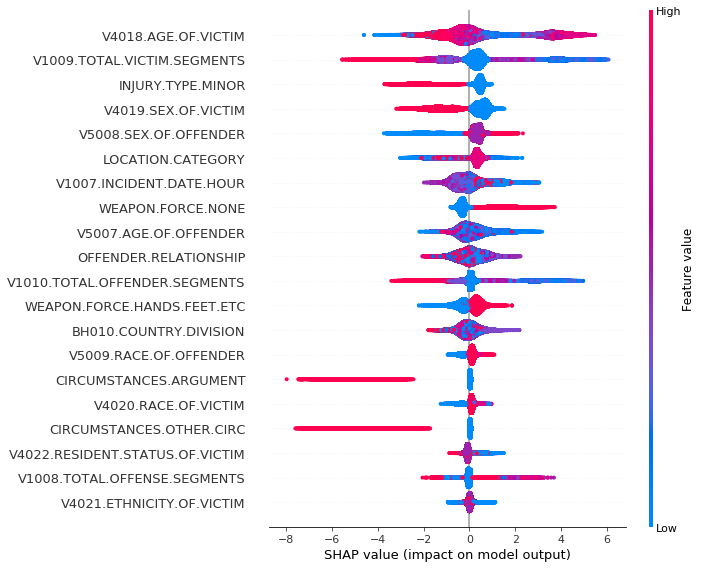 High
V4018.AGE.OF.VICTIM
V1009.TOTAL.VICTIM.SEGMENTS
INJURY.TYPE.MINOR
V4019.SEX.OF.VICTIM
V5008.SEX.OF.OFFENDER
LOCATION.CATEGORY
V1007.INCIDENT.DATE.HOUR
WEAPON.FORCE.NONE
V5007.AGE.OF.OFFENDER
OFFENDER.RELATIONSHIP
V1010.TOTAL.OFFENDER.SEGMENTS
WEAPON.FORCE.HANDS.FEET.ETC
BH010.COUNTRY.DIVISION
V5009.RACE.OF.OFFENDER
CIRCUMSTANCES.ARGUMENT
V4020.RACE.OF.VICTIM
CIRCUMSTANCES.OTHER.CIRC
V4022.RESIDENT.STATUS.OF.VICTIM
V1008.TOTAL.OFFENSE.SEGMENTS
V4021.ETHNICITY.OF.VICTIM
Feature value
Low
−8 −6 −4 −2 0 2 4 6
SHAP value (impact on model output)